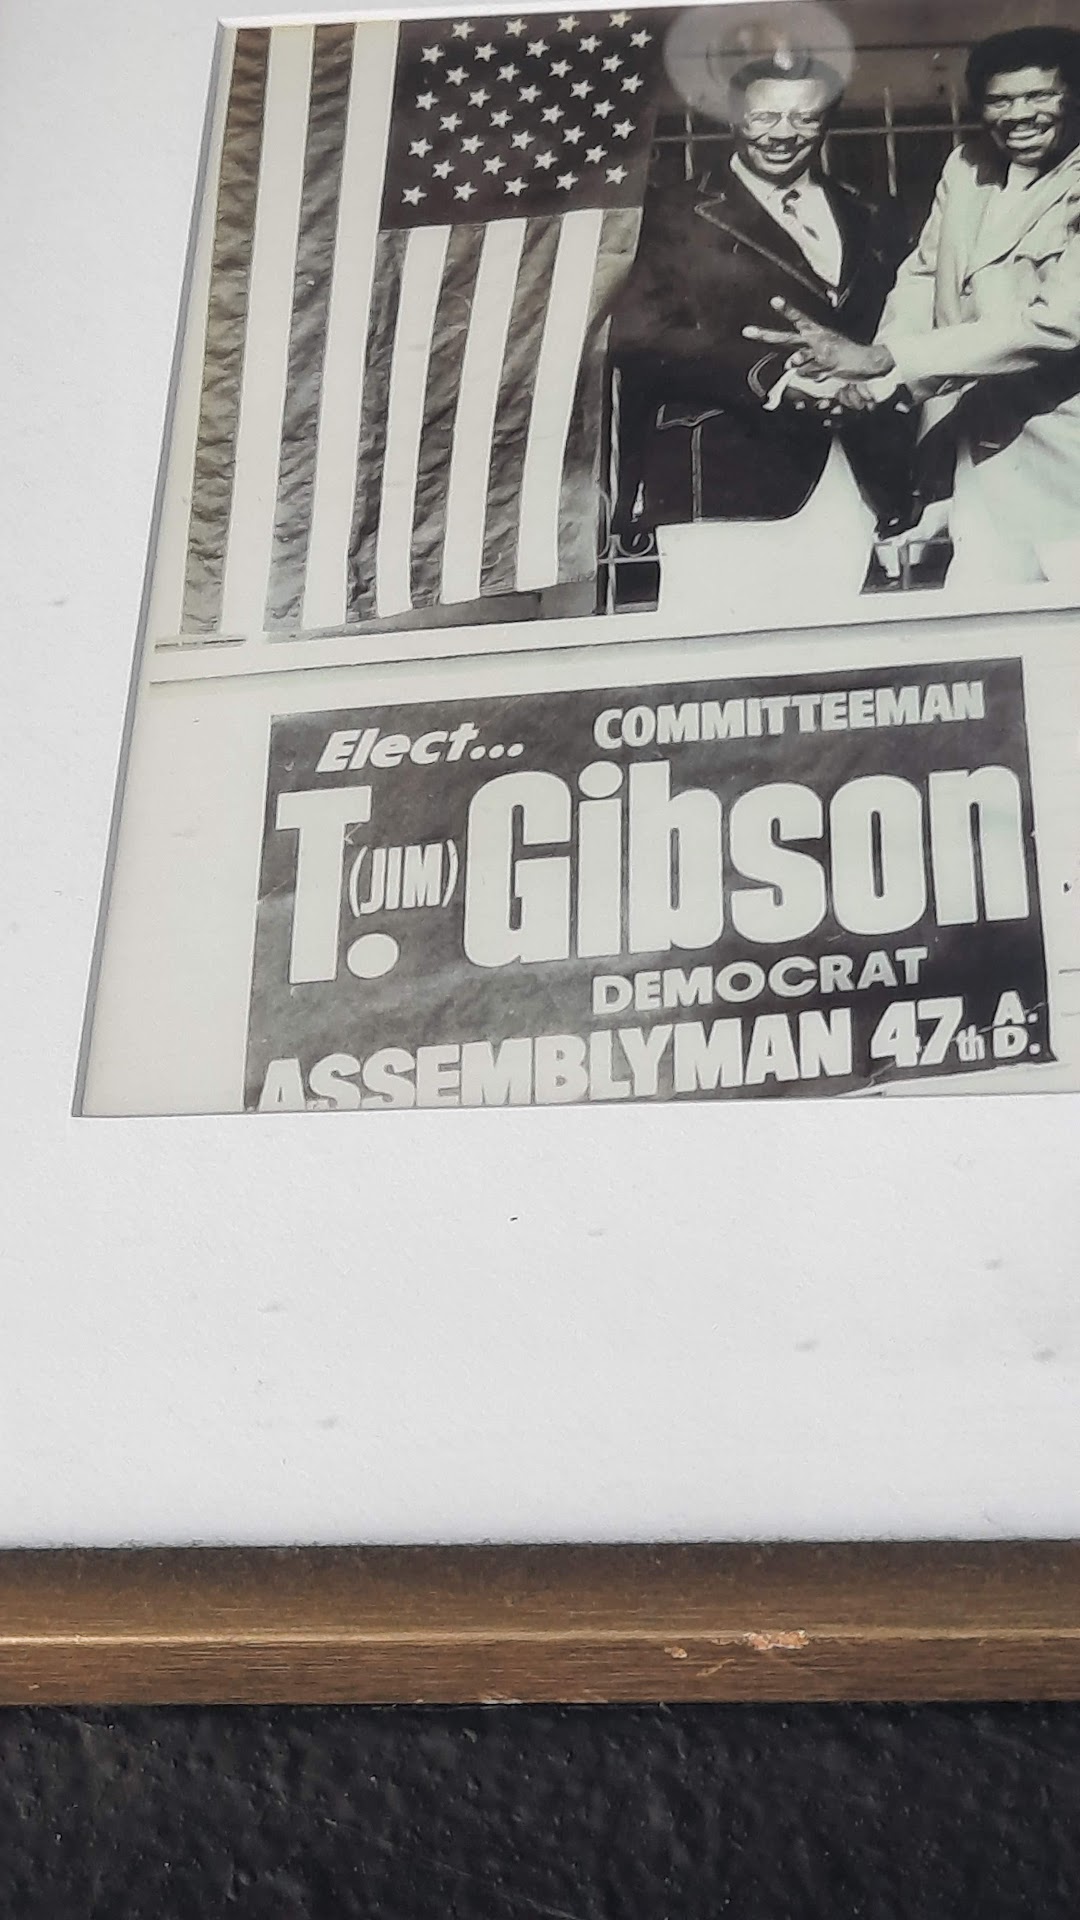 Elect... COMMITTEEMAN
T. (JIM) Gibson
DEMOCRAT
ASSEMBLYMAN 47th A.D.